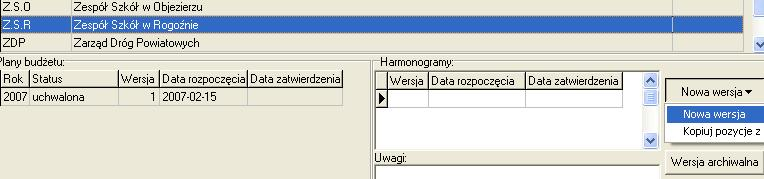 Z.S.O Zespół Szkół w Objezierzu
Z.S.R Zespół Szkół w Rogoźnie
ZDP Zarząd Dróg Powiatowych
Plany budżetu:
Rok Status Wersja Data rozpoczęcia Data zatwierdzenia
2007 uchwalona 1 2007-02-15
Harmonogramy:
Wersja Data rozpoczęcia Data zatwierdzenia
Uwagi:
Nowa wersja
Nowa wersja
Kopiuj pozycje z
Wersja archiwalna